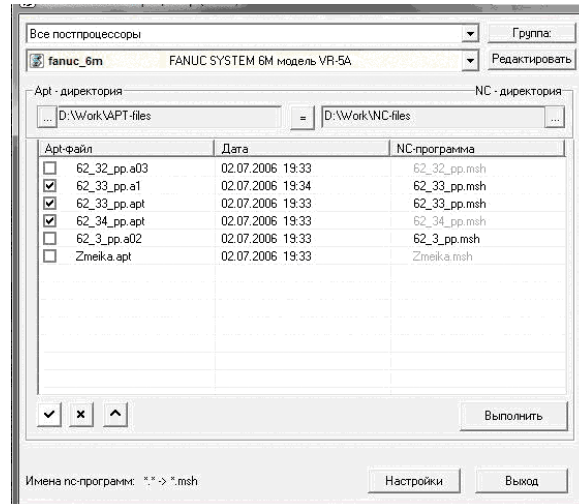 Все постпроцессоры Группа:
fanuc_6m FANUC SYSTEM 6M модель VR-5A Редактировать
Apt - директория NC - директория
... D:\Work\APT-files = D:\Work\NC-files ...
Apt-файл Дата NC-программа
62_32_pp.a03 02.07.2006 19:33 62_32_pp.msh
62_33_pp.a1 02.07.2006 19:34 62_33_pp.msh
62_33_pp.apt 02.07.2006 19:33 62_33_pp.msh
62_34_pp.apt 02.07.2006 19:33 62_34_pp.msh
62_3_pp.a02 02.07.2006 19:33 62_3_pp.msh
Zmeika.apt 02.07.2006 19:33 Zmeika.msh
Выполнить
Имена nc-программ: *.* -> *.msh Настройки Выход